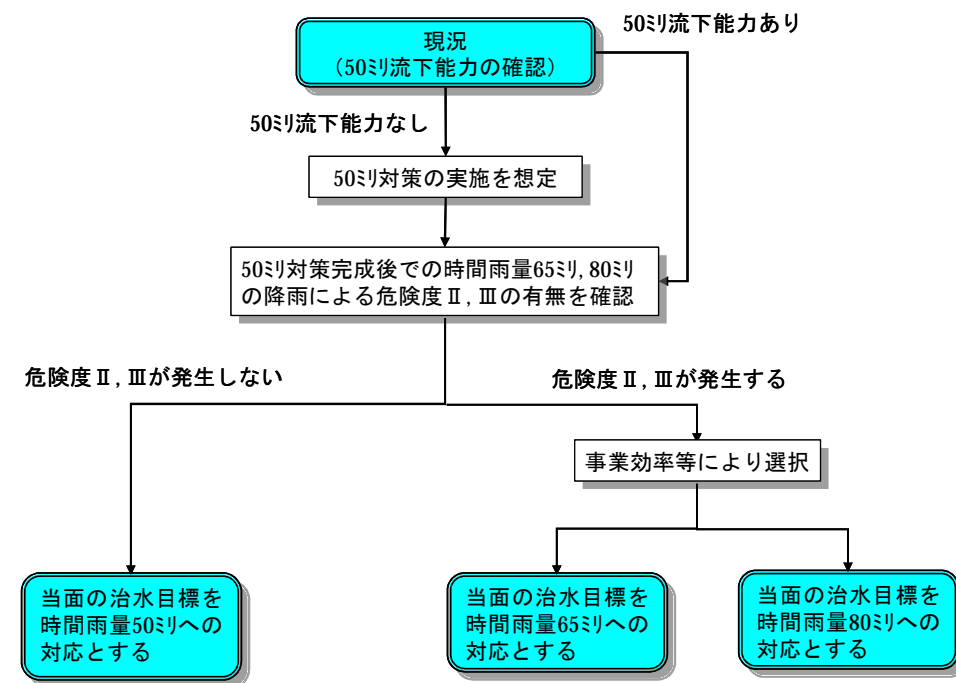 50ﾐﾘ流下能力あり
現況
（50ﾐﾘ流下能力の確認）
50ﾐﾘ流下能力なし
50ﾐﾘ対策の実施を想定
50ﾐﾘ対策完成後での時間雨量65ﾐﾘ,80ﾐﾘ
の降雨による危険度Ⅱ,Ⅲの有無を確認
危険度Ⅱ,Ⅲが発生しない
危険度Ⅱ,Ⅲが発生する
事業効率等により選択
当面の治水目標を
時間雨量50ﾐﾘへの
対応とする
当面の治水目標を
時間雨量65ﾐﾘへの
対応とする
当面の治水目標を
時間雨量80ﾐﾘへの
対応とする